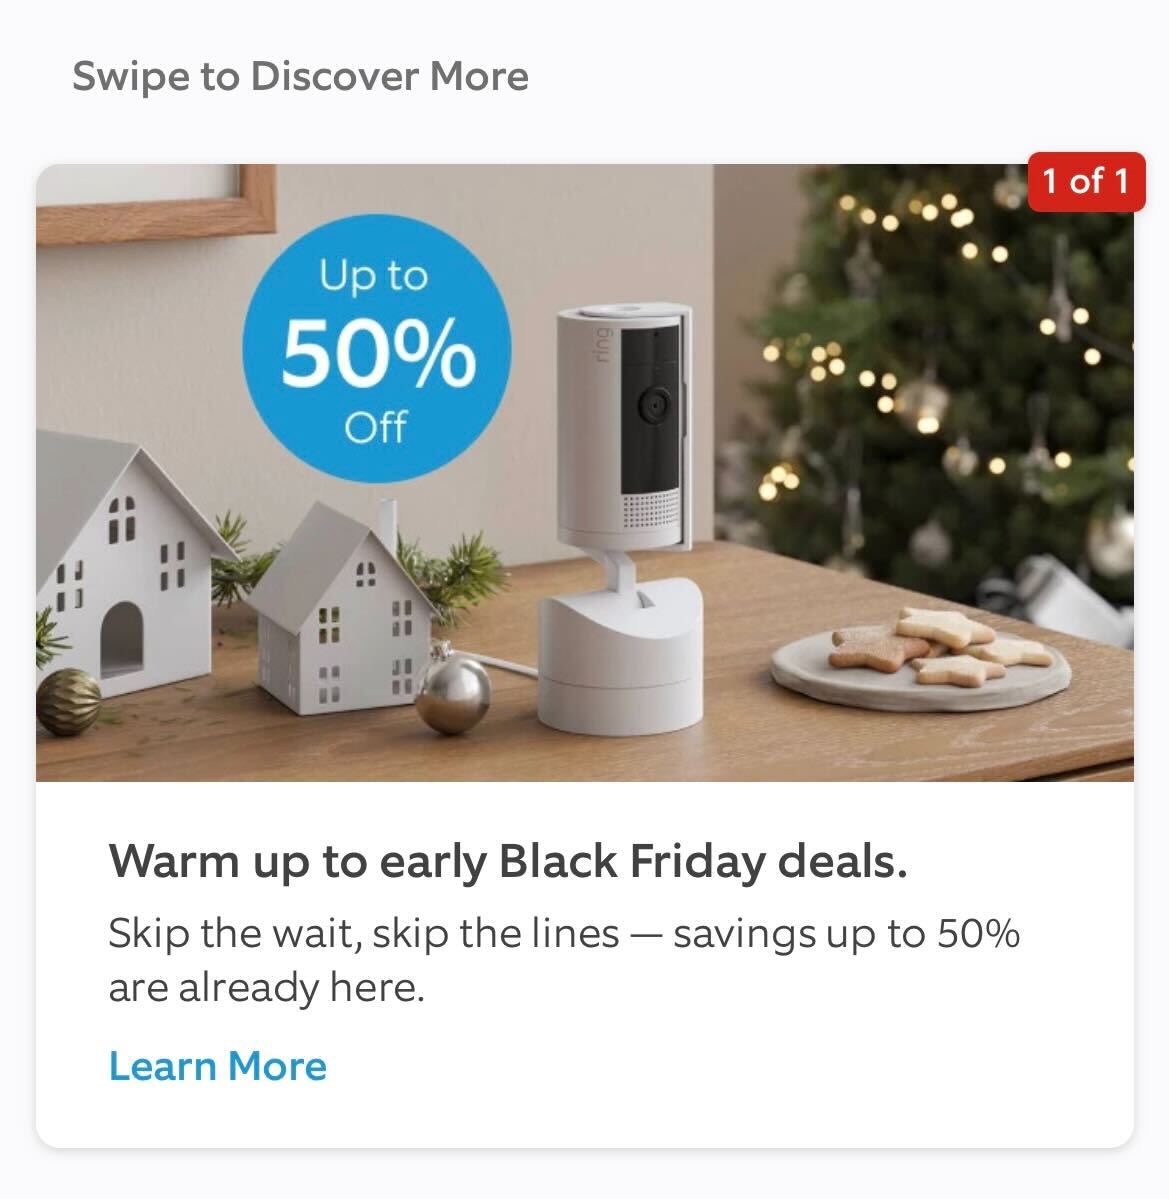 Swipe to Discover More
1 of 1
Up to
50%
Off
ring
Warm up to early Black Friday deals.
Skip the wait, skip the lines — savings up to 50%
are already here.
Learn More